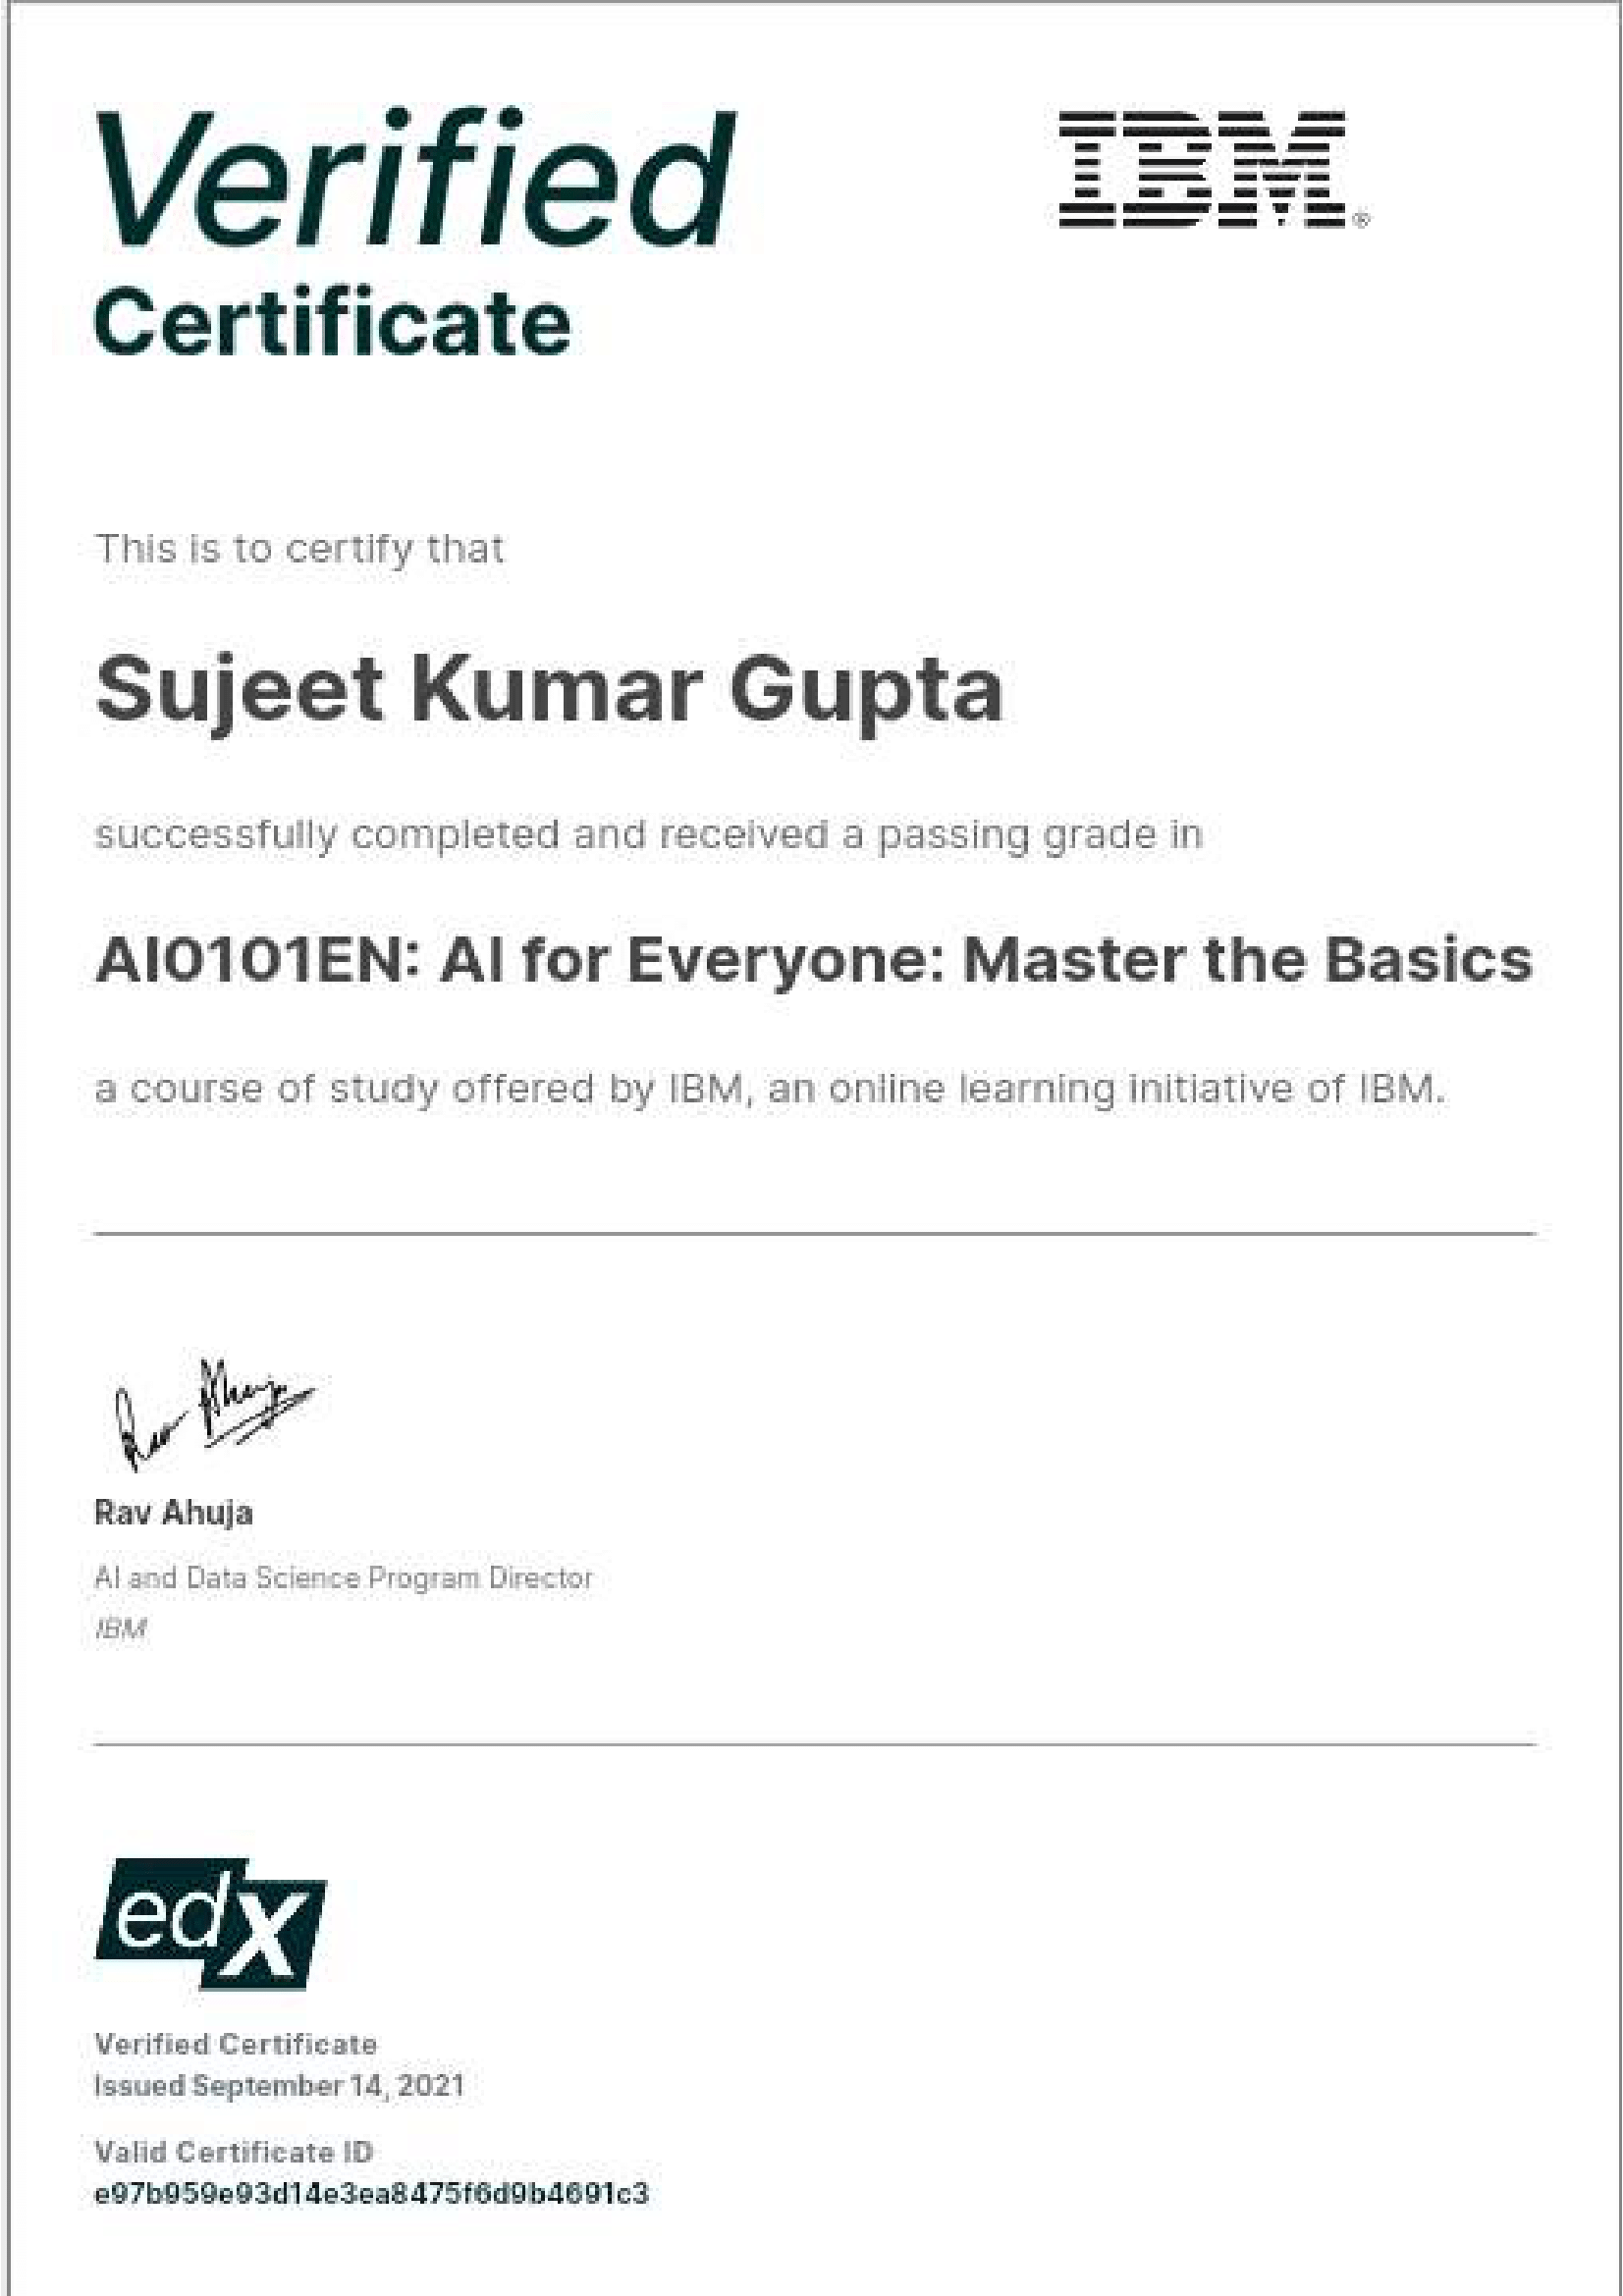 Verified
IBM®
Certificate
This is to certify that
Sujeet Kumar Gupta
successfully completed and received a passing grade in
AI0101EN: AI for Everyone: Master the Basics
a course of study offered by IBM, an online learning initiative of IBM.
Rav Ahuja
Rav Ahuja
AI and Data Science Program Director
IBM
edX
Verified Certificate
Issued September 14, 2021
Valid Certificate ID
e97b959e93d14e3ea8475f6d9b4691c3